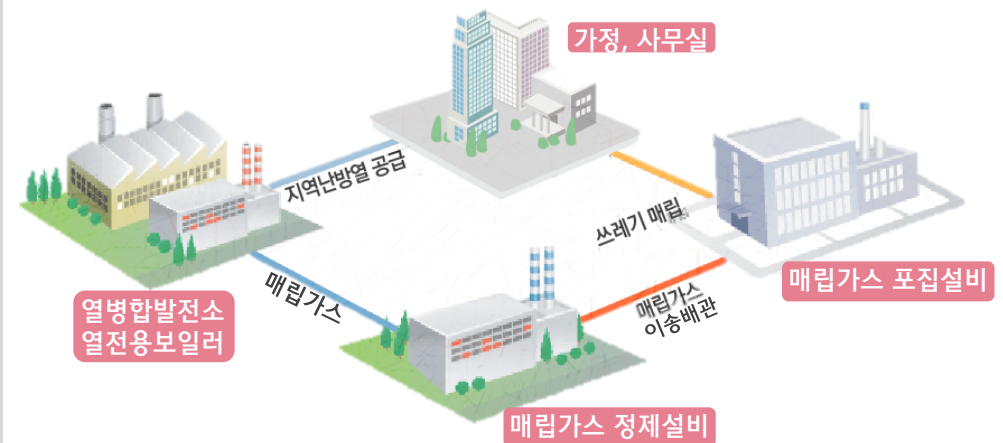 가정, 사무실
지역난방열 공급
쓰레기 매립
매립가스 포집설비
매립가스
매립가스
이송배관
열병합발전소
열전용보일러
매립가스 정제설비